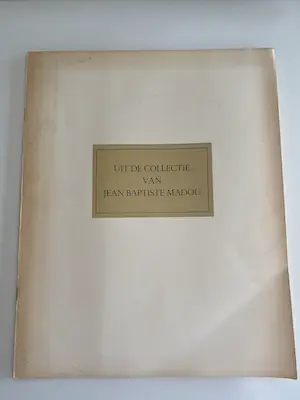 UIT DE COLLECTIE
VAN
JEAN BAPTISTE MADOU